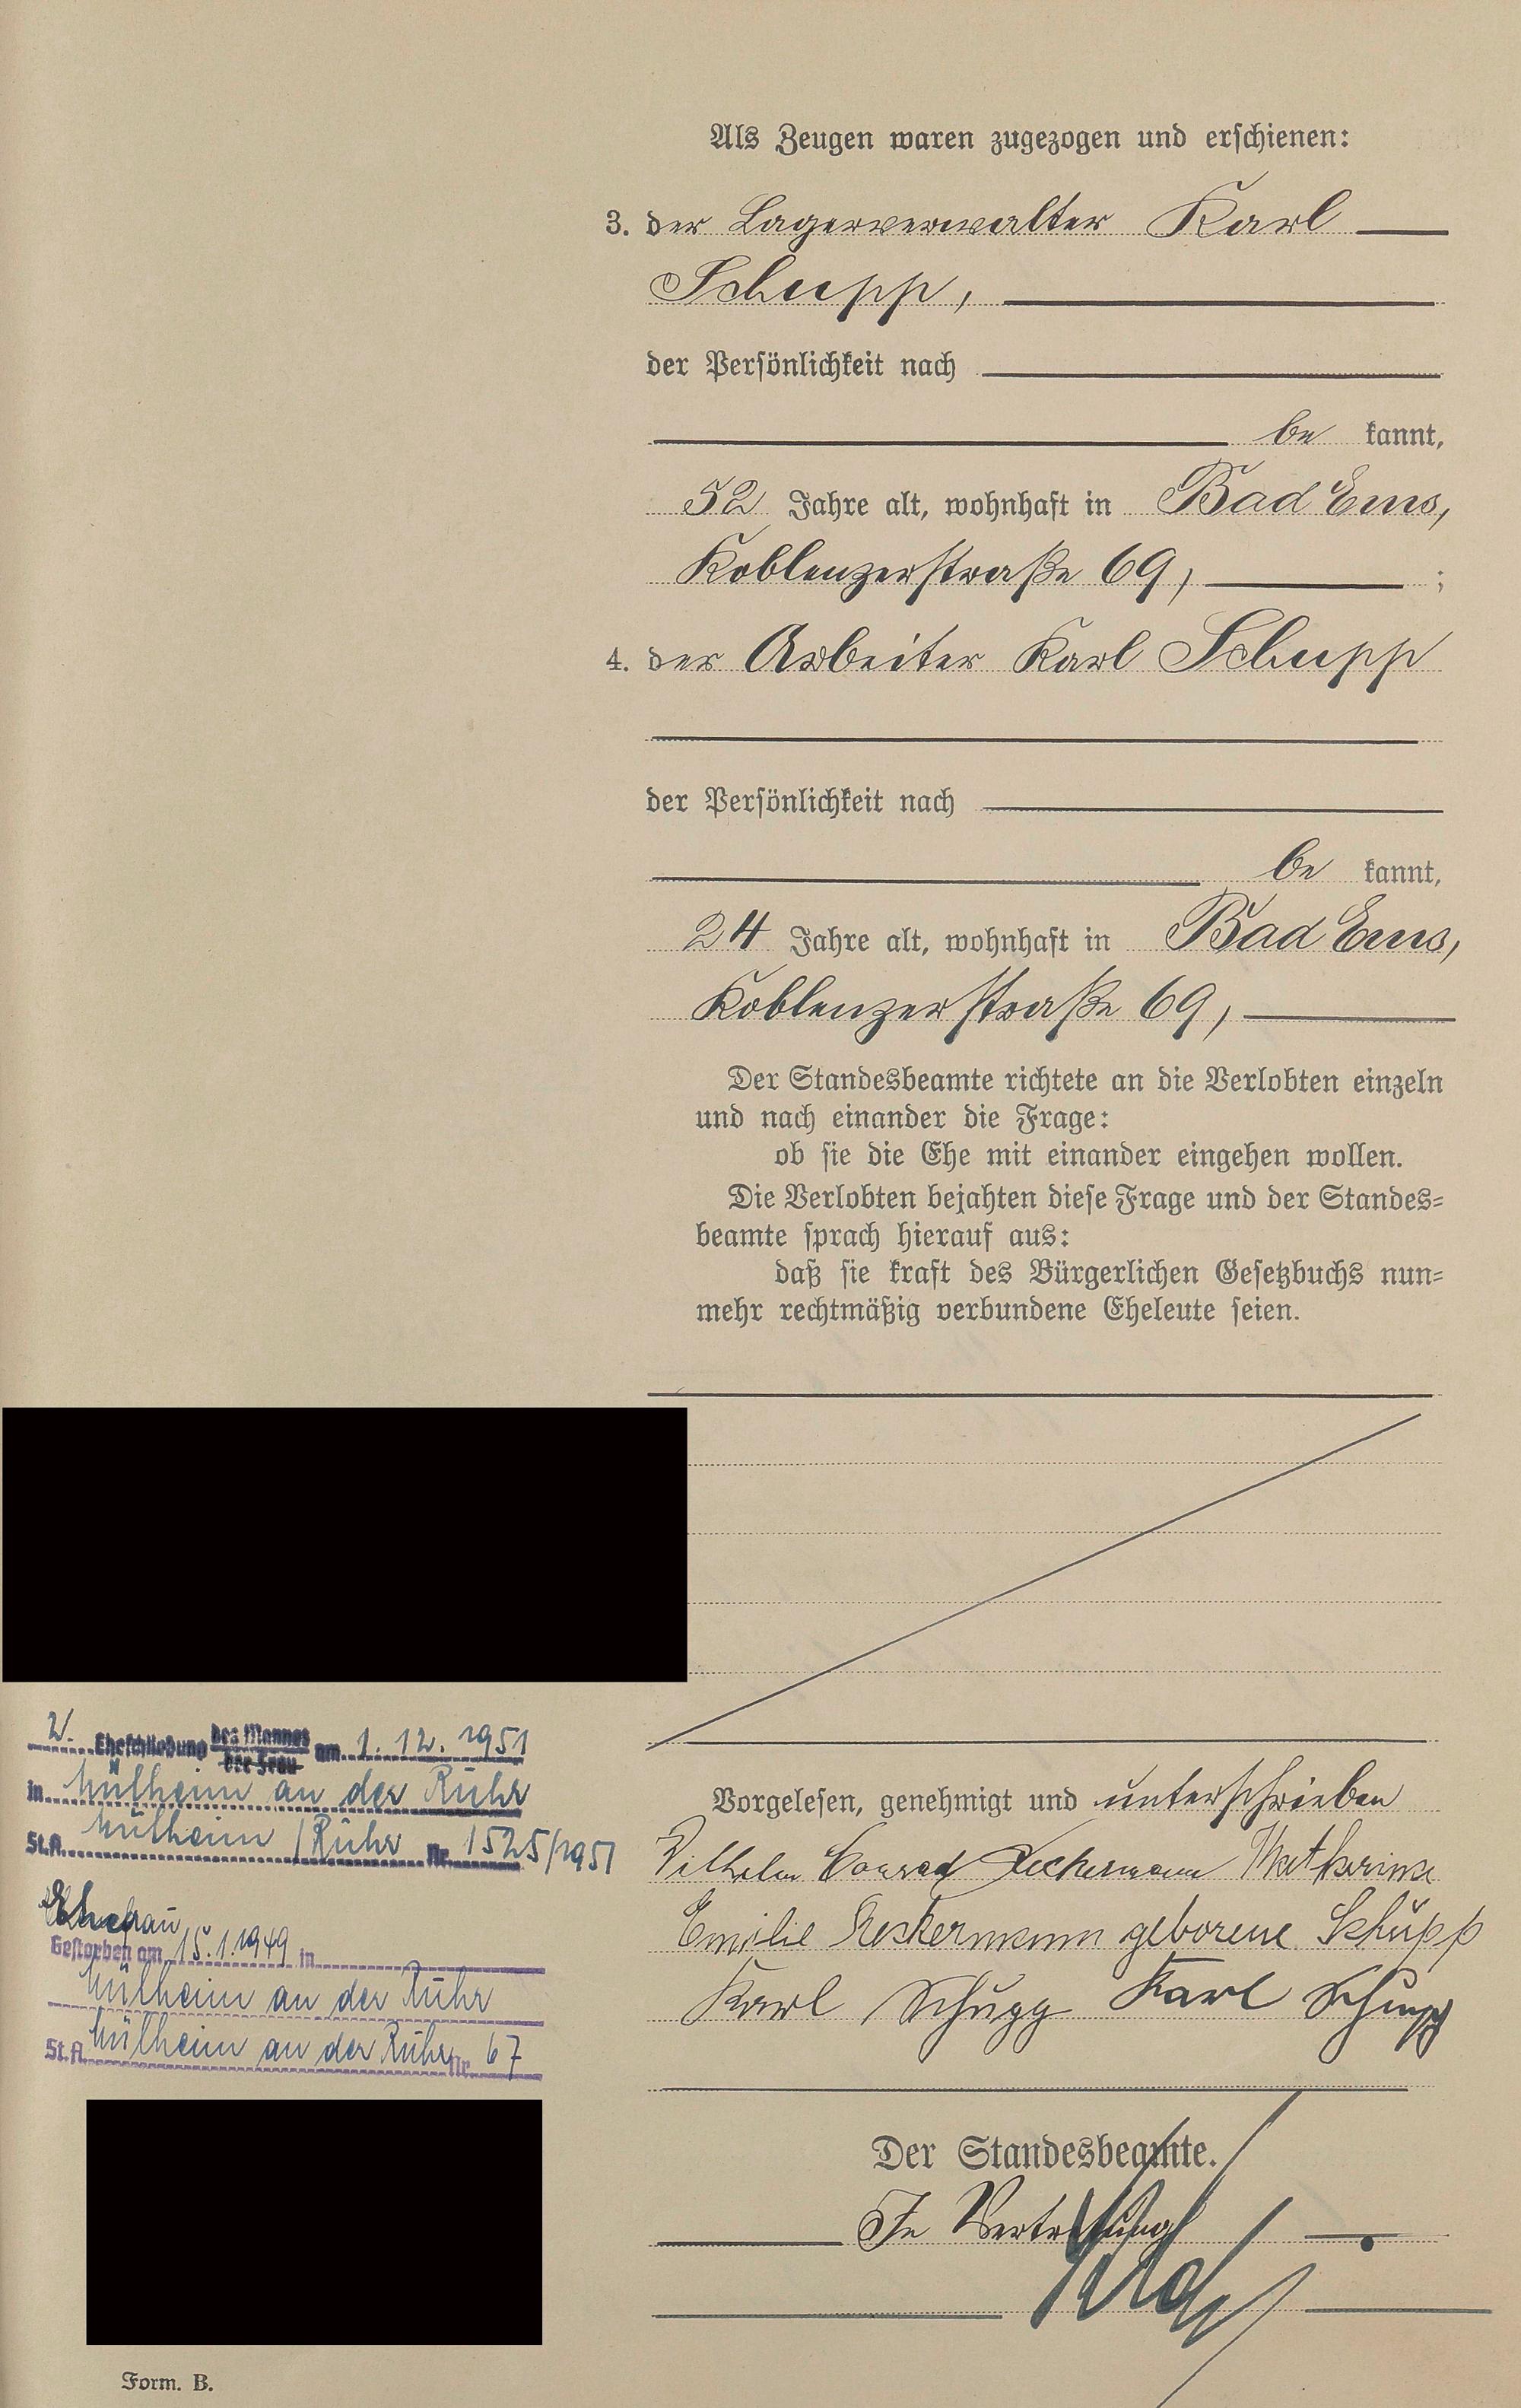 Als Zeugen waren zugezogen und erschienen:
3. der Lagerverwalter Karl
Schupp,
der Persönlichkeit nach
be kannt,
52 Jahre alt, wohnhaft in Bad Ems,
Koblenzerstraße 69, ;
4. der Arbeiter Karl Schupp
der Persönlichkeit nach
be kannt,
24 Jahre alt, wohnhaft in Bad Ems,
Koblenzerstraße 69,
Der Standesbeamte richtete an die Verlobten einzeln
und nach einander die Frage:
ob sie die Ehe mit einander eingehen wollen.
Die Verlobten bejahten diese Frage und der Standes=
beamte sprach hierauf aus:
daß sie kraft des Bürgerlichen Gesetzbuchs nun=
mehr rechtmäßig verbundene Eheleute seien.
Vorgelesen, genehmigt und unterschrieben
Wilhelm Conrad Leckermann Katharina
Emilie Leckermann geborene Schupp
Karl Schupp Karl Schupp
Der Standesbeamte.
In Vertretung
2. Eheschließung des Mannes der Frau am 1.12.1951
in Mülheim an der Ruhr
St.A. Mülheim/Ruhr Nr. 1525/1951
Ehefrau
Gestorben am 15.1.1949 in
Mülheim an der Ruhr
St.A. Mülheim an der Ruhr Nr. 67
Form. B.